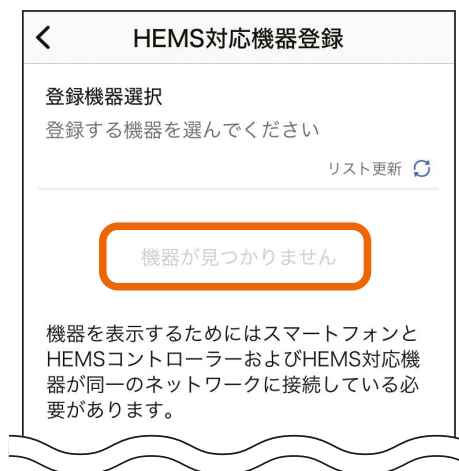 HEMS対応機器登録
登録機器選択
登録する機器を選んでください
リスト更新
機器が見つかりません
機器を表示するためにはスマートフォンと
HEMSコントローラーおよびHEMS対応機
器が同一のネットワークに接続している必
要があります。